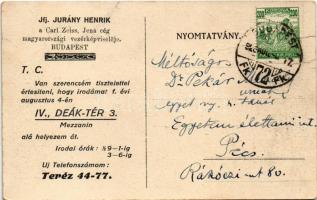 Ifj. JURÁNY HENRIK
a Carl Zeiss, Jena cég
magyarországi vezérképviselője.
BUDAPEST
T. C.
Van szerencsém tisztelettel
értesíteni, hogy irodámat f. évi
augusztus 4-én
IV., DEÁK-TÉR 3.
Mezzanin
alá helyezem át.
Irodai órák: ½9-1-ig
3-6-ig
Uj Telefonszámom:
Teréz 44-77.
NYOMTATVÁNY.
Méltóságos
Dr Pekár
úrnak
egyet. ny. r. tanár
Egyetem élettani int.
Pécs.
Rákóczi út 80.